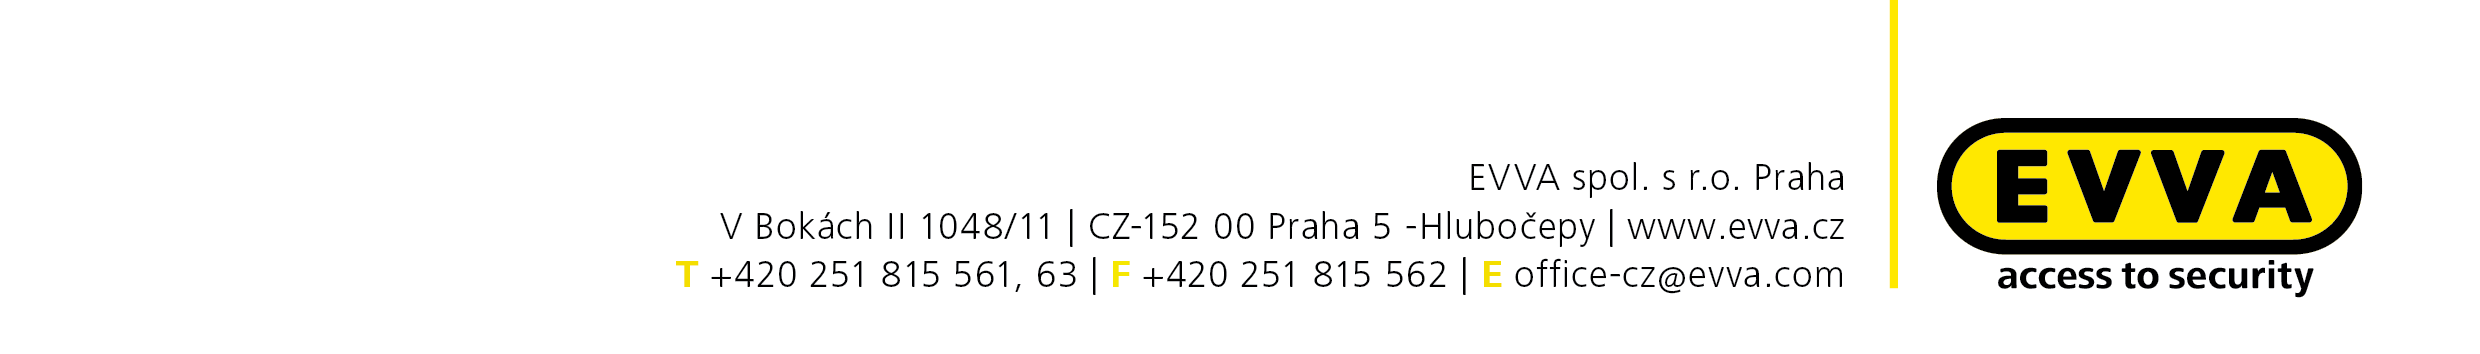 EVVA spol. s r.o. Praha
V Bokách II 1048/11 | CZ-152 00 Praha 5 -Hlubočepy | www.evva.cz
T +420 251 815 561, 63 | F +420 251 815 562 | E office-cz@evva.com
EVVA
access to security